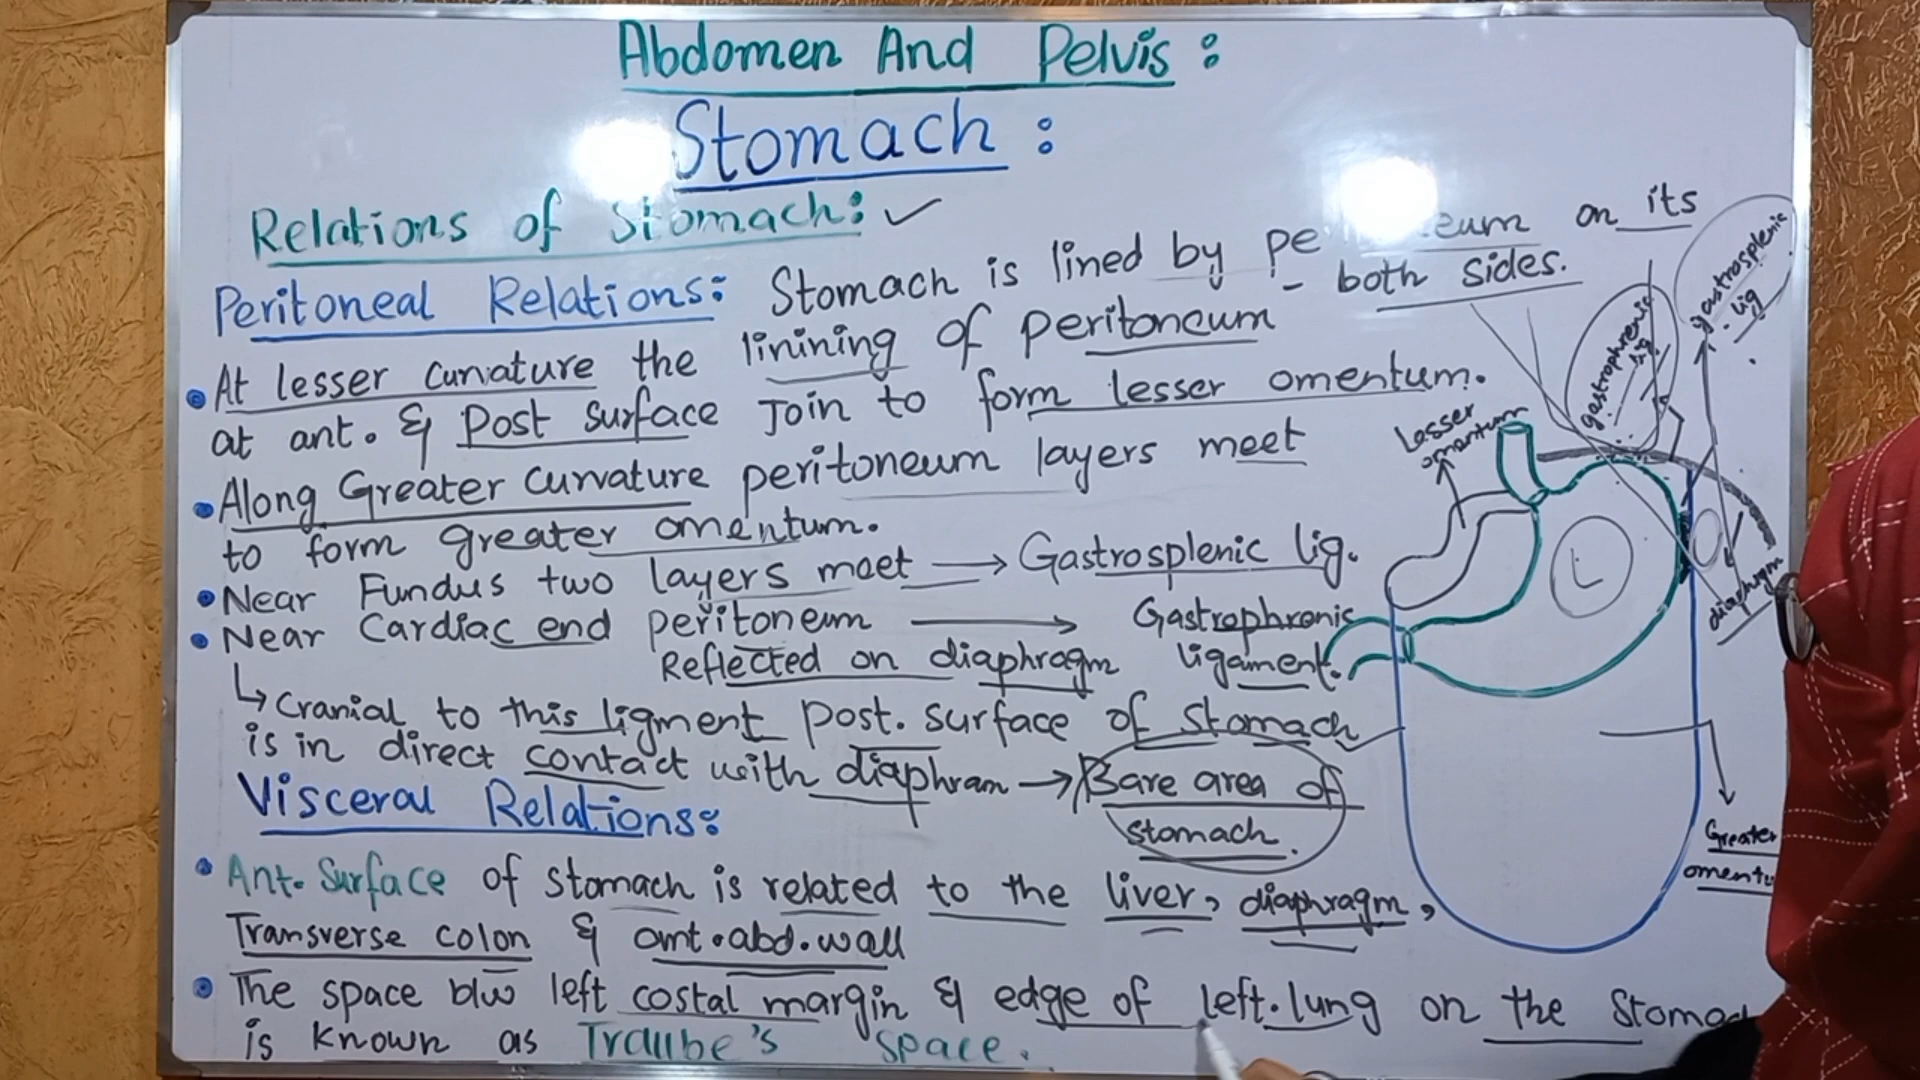 Abdomen And Pelvis :
Stomach :
Relations of Stomach: ✓
Peritoneal Relations: Stomach is lined by pe eum on its
- both sides.
• At lesser curvature the linining of peritoneum
at ant. & Post surface Join to form lesser omentum.
• Along Greater Curvature peritoneum layers meet
to form greater omentum.
• Near Fundus two layers meet → Gastrosplenic lig.
• Near Cardiac end peritoneum → Gastrophrenic
Reflected on diaphragm ligament.
↳ Cranial to this ligment post. surface of Stomach
is in direct contact with diaphram → Bare area of
stomach.
Visceral Relations:
• Ant. Surface of stomach is related to the liver, diaphragm,
Transverse colon & ant. abd. wall
• The space b/w left costal margin & edge of left. lung on the Stomac
is known as Traube's space.
Lesser
omentum
gastrophrenic
lig
gastrosplenic
lig
L
diaphragm
Greater
omentu